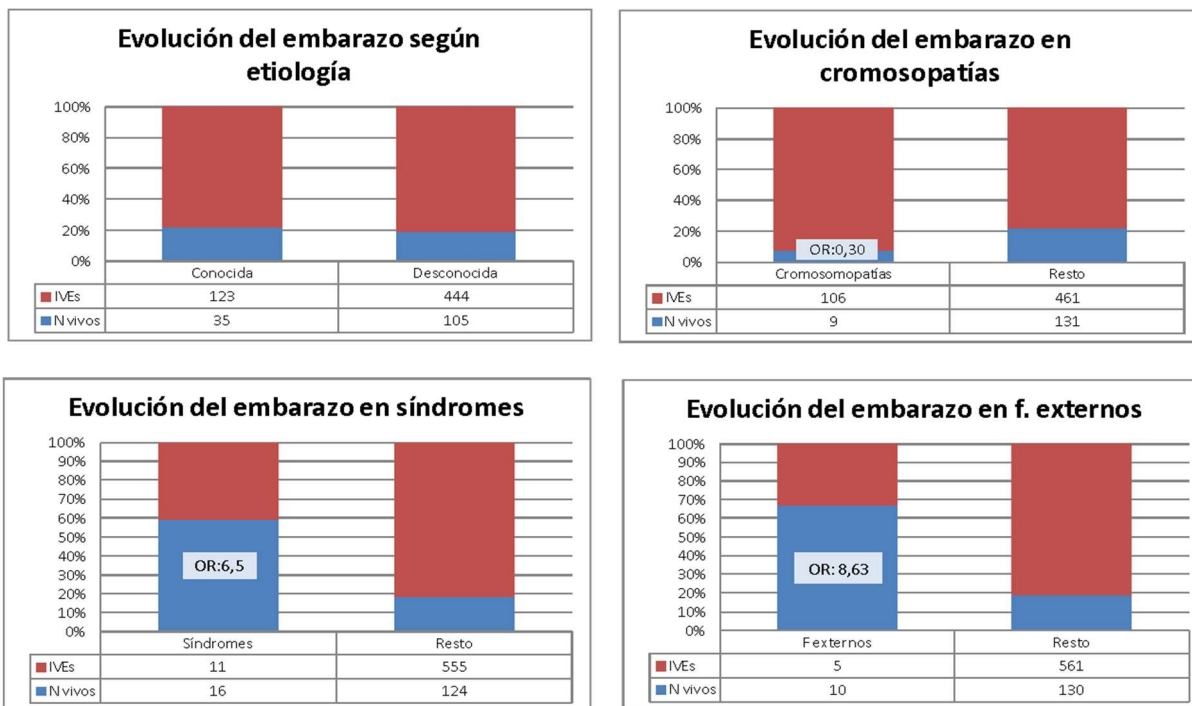 Evolución del embarazo según
etiología
100%
80%
60%
40%
20%
0%
Conocida Desconocida
IVEs 123 444
N vivos 35 105
Evolución del embarazo en
cromosopatías
100%
80%
60%
40%
20%
0%
OR:0,30
Cromosomopatías Resto
IVEs 106 461
N vivos 9 131
Evolución del embarazo en síndromes
100%
90%
80%
70%
60%
50%
40%
30%
20%
10%
0%
OR:6,5
Síndromes Resto
IVEs 11 555
N vivos 16 124
Evolución del embarazo en f. externos
100%
90%
80%
70%
60%
50%
40%
30%
20%
10%
0%
OR: 8,63
F externos Resto
IVEs 5 561
N vivos 10 130